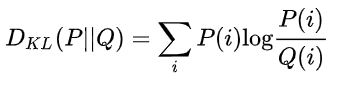 D_{KL}(P||Q) = \sum_{i} P(i)log\frac{P(i)}{Q(i)}